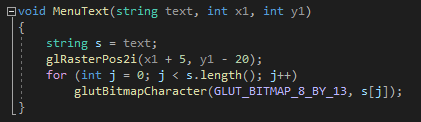 void MenuText(string text, int x1, int y1)
{
    string s = text;
    glRasterPos2i(x1 + 5, y1 - 20);
    for (int j = 0; j < s.length(); j++)
        glutBitmapCharacter(GLUT_BITMAP_8_BY_13, s[j]);
}